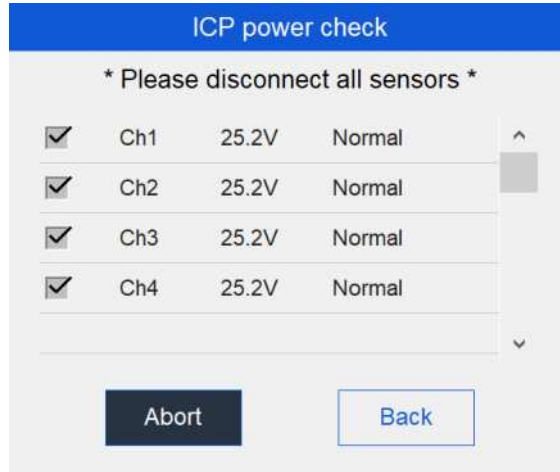 ICP power check
* Please disconnect all sensors *
Ch1 25.2V Normal
Ch2 25.2V Normal
Ch3 25.2V Normal
Ch4 25.2V Normal
Abort Back